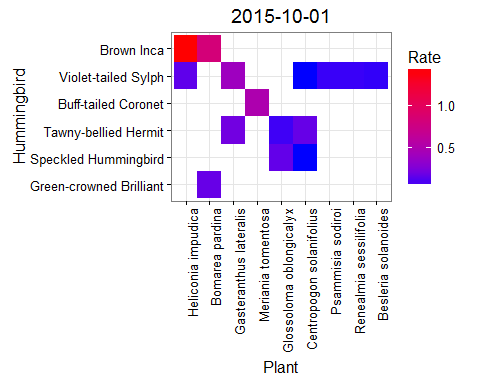 2015-10-01
Hummingbird
Brown Inca
Violet-tailed Sylph
Buff-tailed Coronet
Tawny-bellied Hermit
Speckled Hummingbird
Green-crowned Brilliant
Heliconia impudica
Bomarea pardina
Gasteranthus lateralis
Meriania tomentosa
Glossoloma oblongicalyx
Centropogon solanifolius
Psammisia sodiroi
Renealmia sessilifolia
Besleria solanoides
Plant
Rate
1.0
0.5